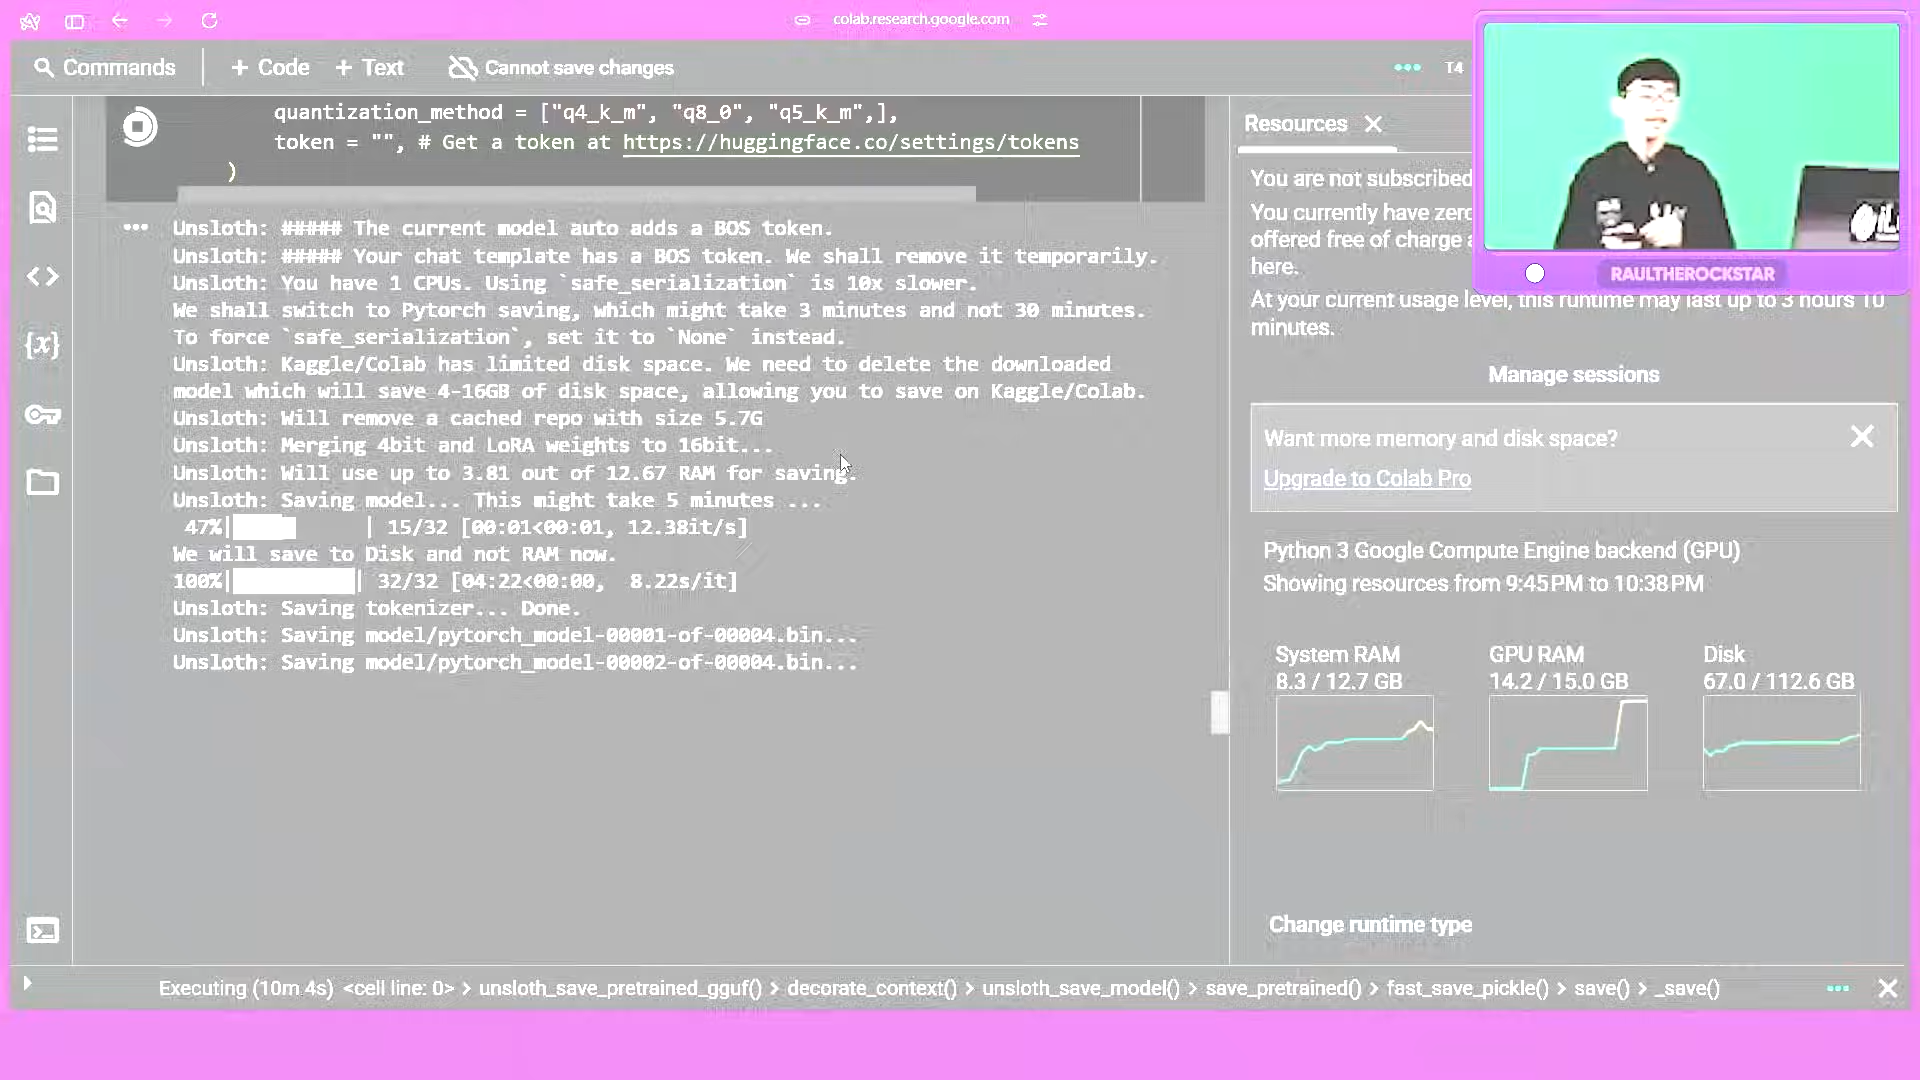 colab.research.google.com
Commands
+ Code + Text
Cannot save changes
T4
quantization_method = ["q4_k_m", "q8_0", "q5_k_m",],
token = "", # Get a token at https://huggingface.co/settings/tokens
)
Unsloth: ##### The current model auto adds a BOS token.
Unsloth: ##### Your chat template has a BOS token. We shall remove it temporarily.
Unsloth: You have 1 CPUs. Using `safe_serialization` is 10x slower.
We shall switch to Pytorch saving, which might take 3 minutes and not 30 minutes.
To force `safe_serialization`, set it to `None` instead.
Unsloth: Kaggle/Colab has limited disk space. We need to delete the downloaded
model which will save 4-16GB of disk space, allowing you to save on Kaggle/Colab.
Unsloth: Will remove a cached repo with size 5.7G
Unsloth: Merging 4bit and LoRA weights to 16bit...
Unsloth: Will use up to 3.81 out of 12.67 RAM for saving.
Unsloth: Saving model... This might take 5 minutes ...
47%| | 15/32 [00:01<00:01, 12.38it/s]
We will save to Disk and not RAM now.
100%| | 32/32 [04:22<00:00, 8.22s/it]
Unsloth: Saving tokenizer... Done.
Unsloth: Saving model/pytorch_model-00001-of-00004.bin...
Unsloth: Saving model/pytorch_model-00002-of-00004.bin...
Resources
You are not subscribed
You currently have zero
offered free of charge
here.
At your current usage level, this runtime may last up to 3 hours 10
minutes.
Manage sessions
Want more memory and disk space?
Upgrade to Colab Pro
Python 3 Google Compute Engine backend (GPU)
Showing resources from 9:45 PM to 10:38 PM
System RAM
8.3 / 12.7 GB
GPU RAM
14.2 / 15.0 GB
Disk
67.0 / 112.6 GB
Change runtime type
RAULTHEROCKSTAR
Executing (10m 4s) <cell line: 0> > unsloth_save_pretrained_gguf() > decorate_context() > unsloth_save_model() > save_pretrained() > fast_save_pickle() > save() > _save()